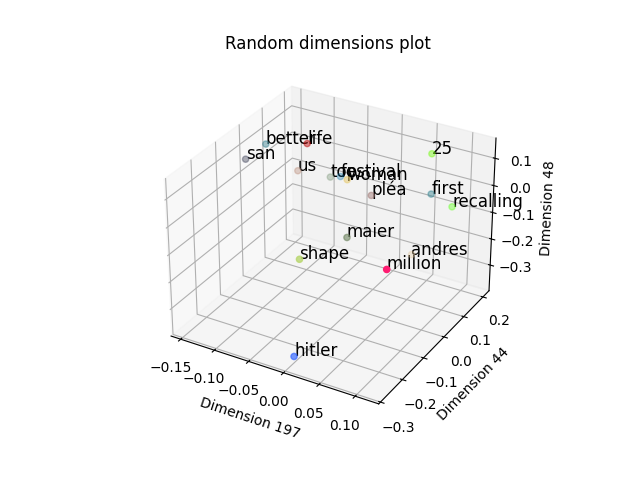 Random dimensions plot
better
life
san
25
us
top
festival
woman
plea
first
recalling
maier
shape
andres
million
hitler
0.1
0.0
−0.1
−0.2
−0.3
Dimension 48
0.2
0.1
0.0
−0.1
−0.2
−0.3
Dimension 44
−0.15
−0.10
−0.05
0.00
0.05
0.10
Dimension 197